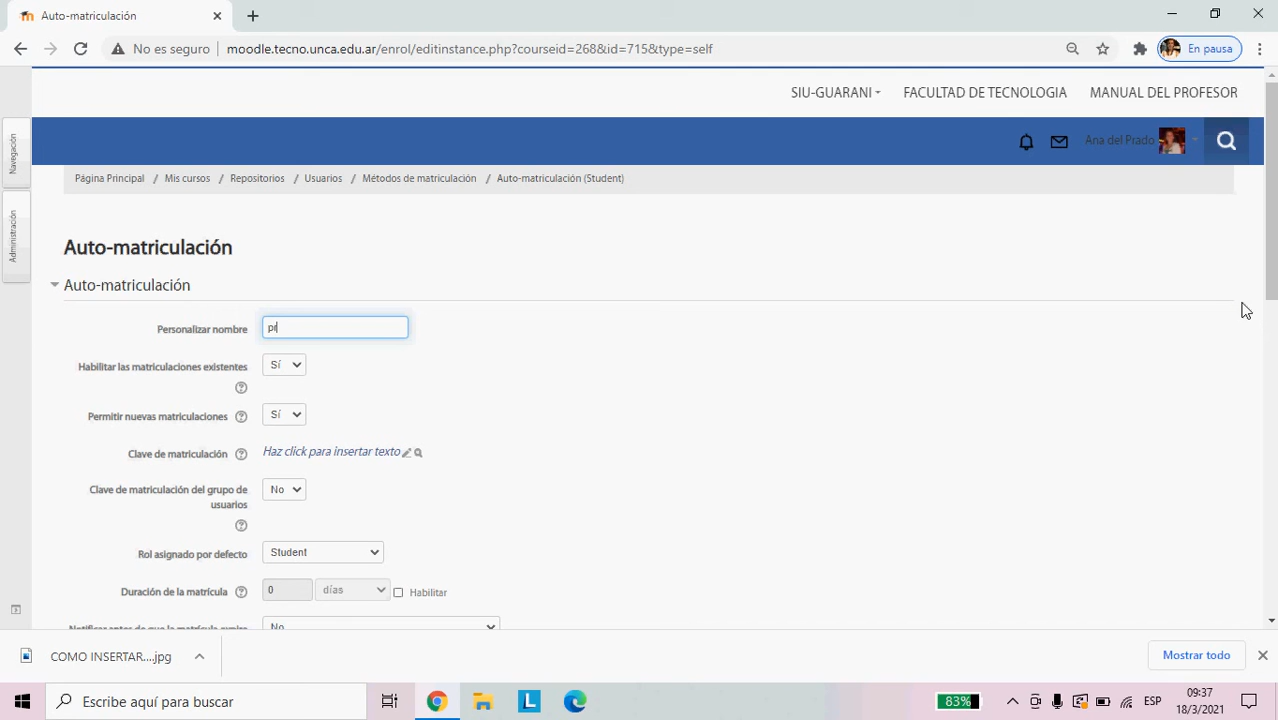 Auto-matriculación
No es seguro
moodle.tecno.unca.edu.ar/enrol/editinstance.php?courseid=268&id=715&type=self
En pausa
SIU-GUARANI
FACULTAD DE TECNOLOGIA
MANUAL DEL PROFESOR
Ana del Prado
Navegación
Administración
Página Principal / Mis cursos / Repositorios / Usuarios / Métodos de matriculación / Auto-matriculación (Student)
Auto-matriculación
Auto-matriculación
Personalizar nombre
pr
Habilitar las matriculaciones existentes
Sí
Permitir nuevas matriculaciones
Sí
Clave de matriculación
Haz click para insertar texto
Clave de matriculación del grupo de
usuarios
No
Rol asignado por defecto
Student
Duración de la matrícula
0
días
Habilitar
Notificar antes de que la matrícula expire
No
COMO INSERTAR....jpg
Mostrar todo
Escribe aquí para buscar
L
83%
ESP
09:37
18/3/2021